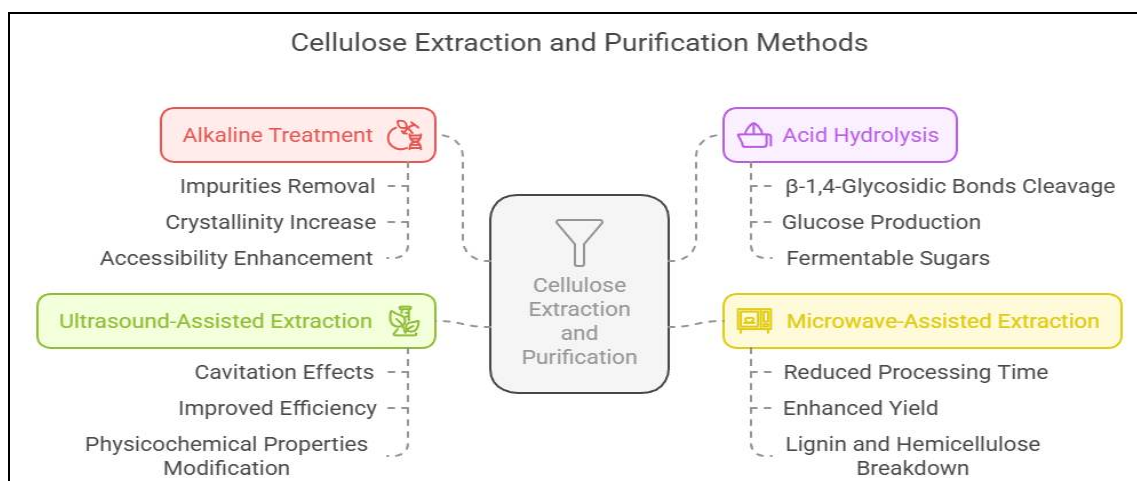 Cellulose Extraction and Purification Methods
Alkaline Treatment
Impurities Removal
Crystallinity Increase
Accessibility Enhancement
Ultrasound-Assisted Extraction
Cavitation Effects
Improved Efficiency
Physicochemical Properties
Modification
Cellulose
Extraction
and
Purification
Acid Hydrolysis
β-1,4-Glycosidic Bonds Cleavage
Glucose Production
Fermentable Sugars
Microwave-Assisted Extraction
Reduced Processing Time
Enhanced Yield
Lignin and Hemicellulose
Breakdown